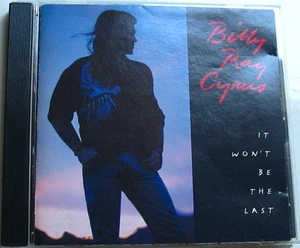 Billy
Ray
Cyrus
IT
WON'T
BE
THE
LAST